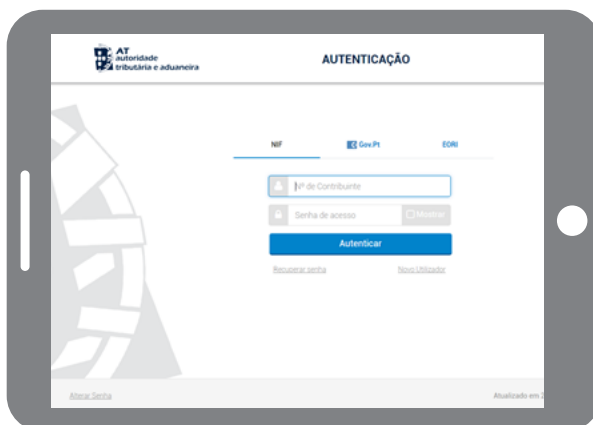 AT
autoridade
tributária e aduaneira
AUTENTICAÇÃO
NIF
Gov.Pt
EORI
Nº de Contribuinte
Senha de acesso
Mostrar
Autenticar
Recuperar senha
Novo Utilizador
Alterar Senha
Atualizado em 2